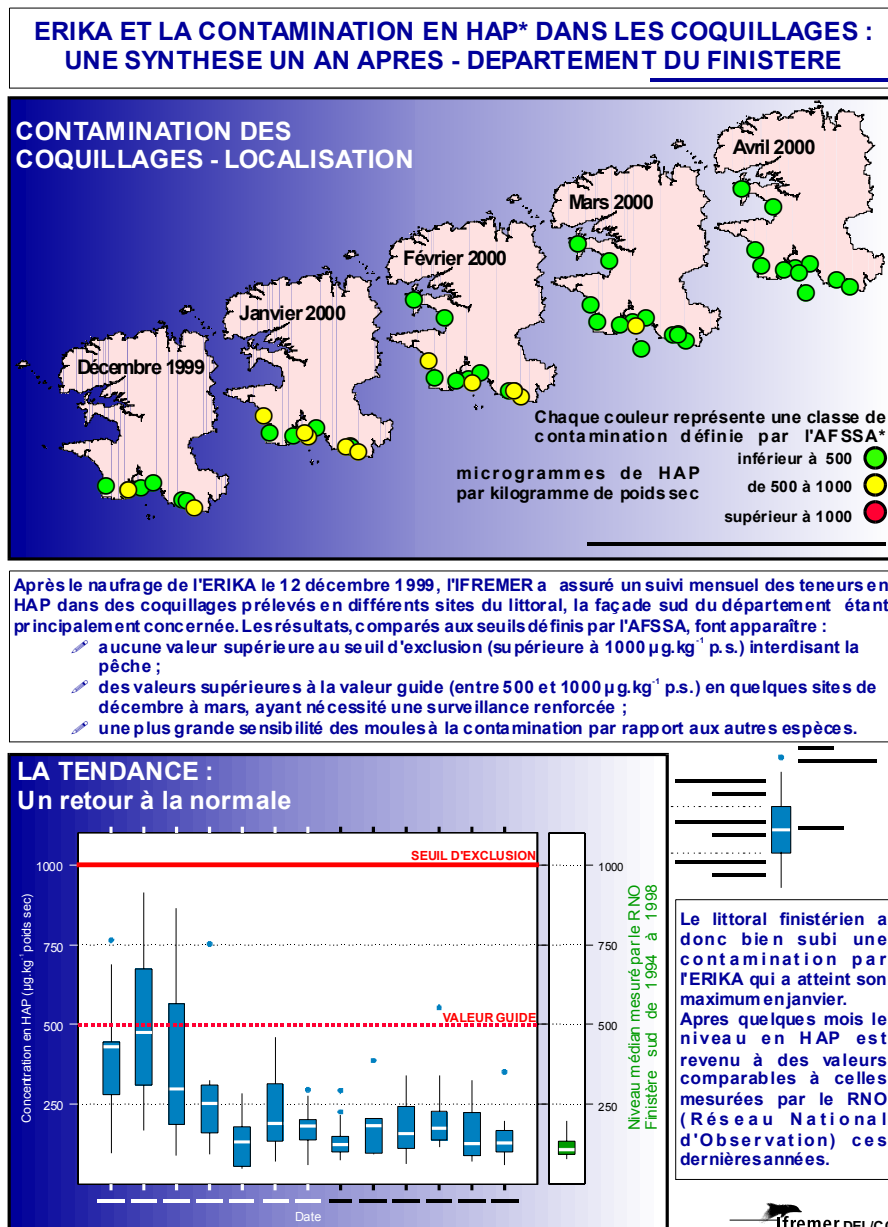 ERIKA ET LA CONTAMINATION EN HAP* DANS LES COQUILLAGES :
UNE SYNTHESE UN AN APRES - DEPARTEMENT DU FINISTERE
CONTAMINATION DES
COQUILLAGES - LOCALISATION
Avril 2000
Mars 2000
Février 2000
Janvier 2000
Décembre 1999
Chaque couleur représente une classe de
contamination définie par l'AFSSA*
microgrammes de HAP
par kilogramme de poids sec
inférieur à 500
de 500 à 1000
supérieur à 1000
Après le naufrage de l'ERIKA le 12 décembre 1999, l'IFREMER a assuré un suivi mensuel des teneurs en
HAP dans des coquillages prélevés en différents sites du littoral, la façade sud du département étant
principalement concernée. Les résultats, comparés aux seuils définis par l'AFSSA, font apparaître :
aucune valeur supérieure au seuil d'exclusion (supérieure à 1000 µg.kg⁻¹ p.s.) interdisant la
pêche ;
des valeurs supérieures à la valeur guide (entre 500 et 1000 µg.kg⁻¹ p.s.) en quelques sites de
décembre à mars, ayant nécessité une surveillance renforcée ;
une plus grande sensibilité des moules à la contamination par rapport aux autres espèces.
LA TENDANCE :
Un retour à la normale
SEUIL D'EXCLUSION
VALEUR GUIDE
1000
750
500
250
Concentration en HAP (µg.kg⁻¹ poids sec)
Date
1000
750
500
250
Niveau médian mesuré par le RNO
Finistère sud de 1994 à 1998
Le littoral finistérien a
donc bien subi une
contamination par
l'ERIKA qui a atteint son
maximum en janvier.
Apres quelques mois le
niveau en HAP est
revenu à des valeurs
comparables à celles
mesurées par le RNO
(Réseau National
d'Observation) ces
dernières années.
Ifremer DEL/CO